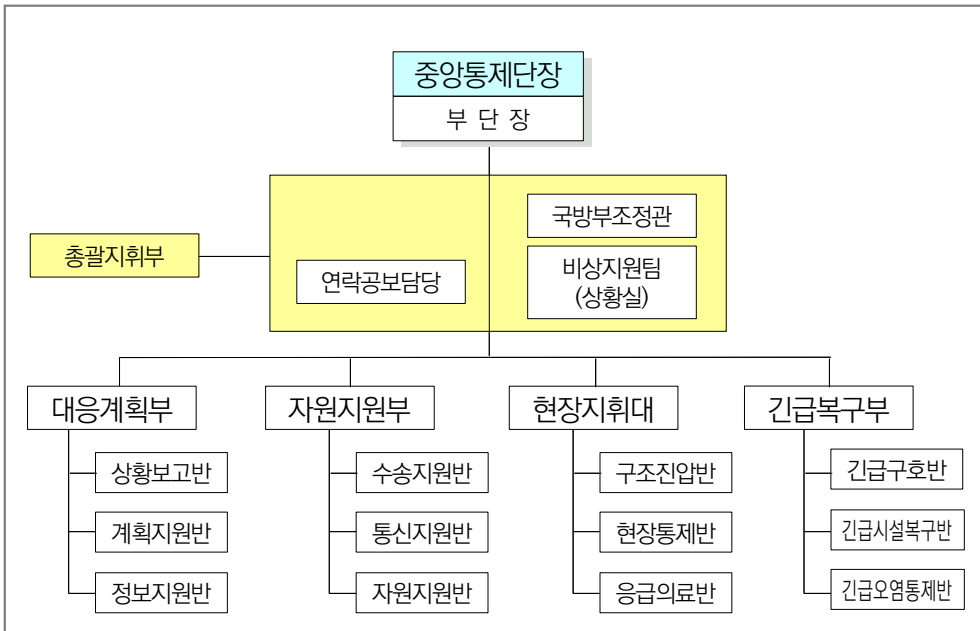 중앙통제단장
부 단 장
국방부조정관
총괄지휘부
연락공보담당
비상지원팀
(상황실)
대응계획부
자원지원부
현장지휘대
긴급복구부
상황보고반
수송지원반
구조진압반
긴급구호반
계획지원반
통신지원반
현장통제반
긴급시설복구반
정보지원반
자원지원반
응급의료반
긴급오염통제반